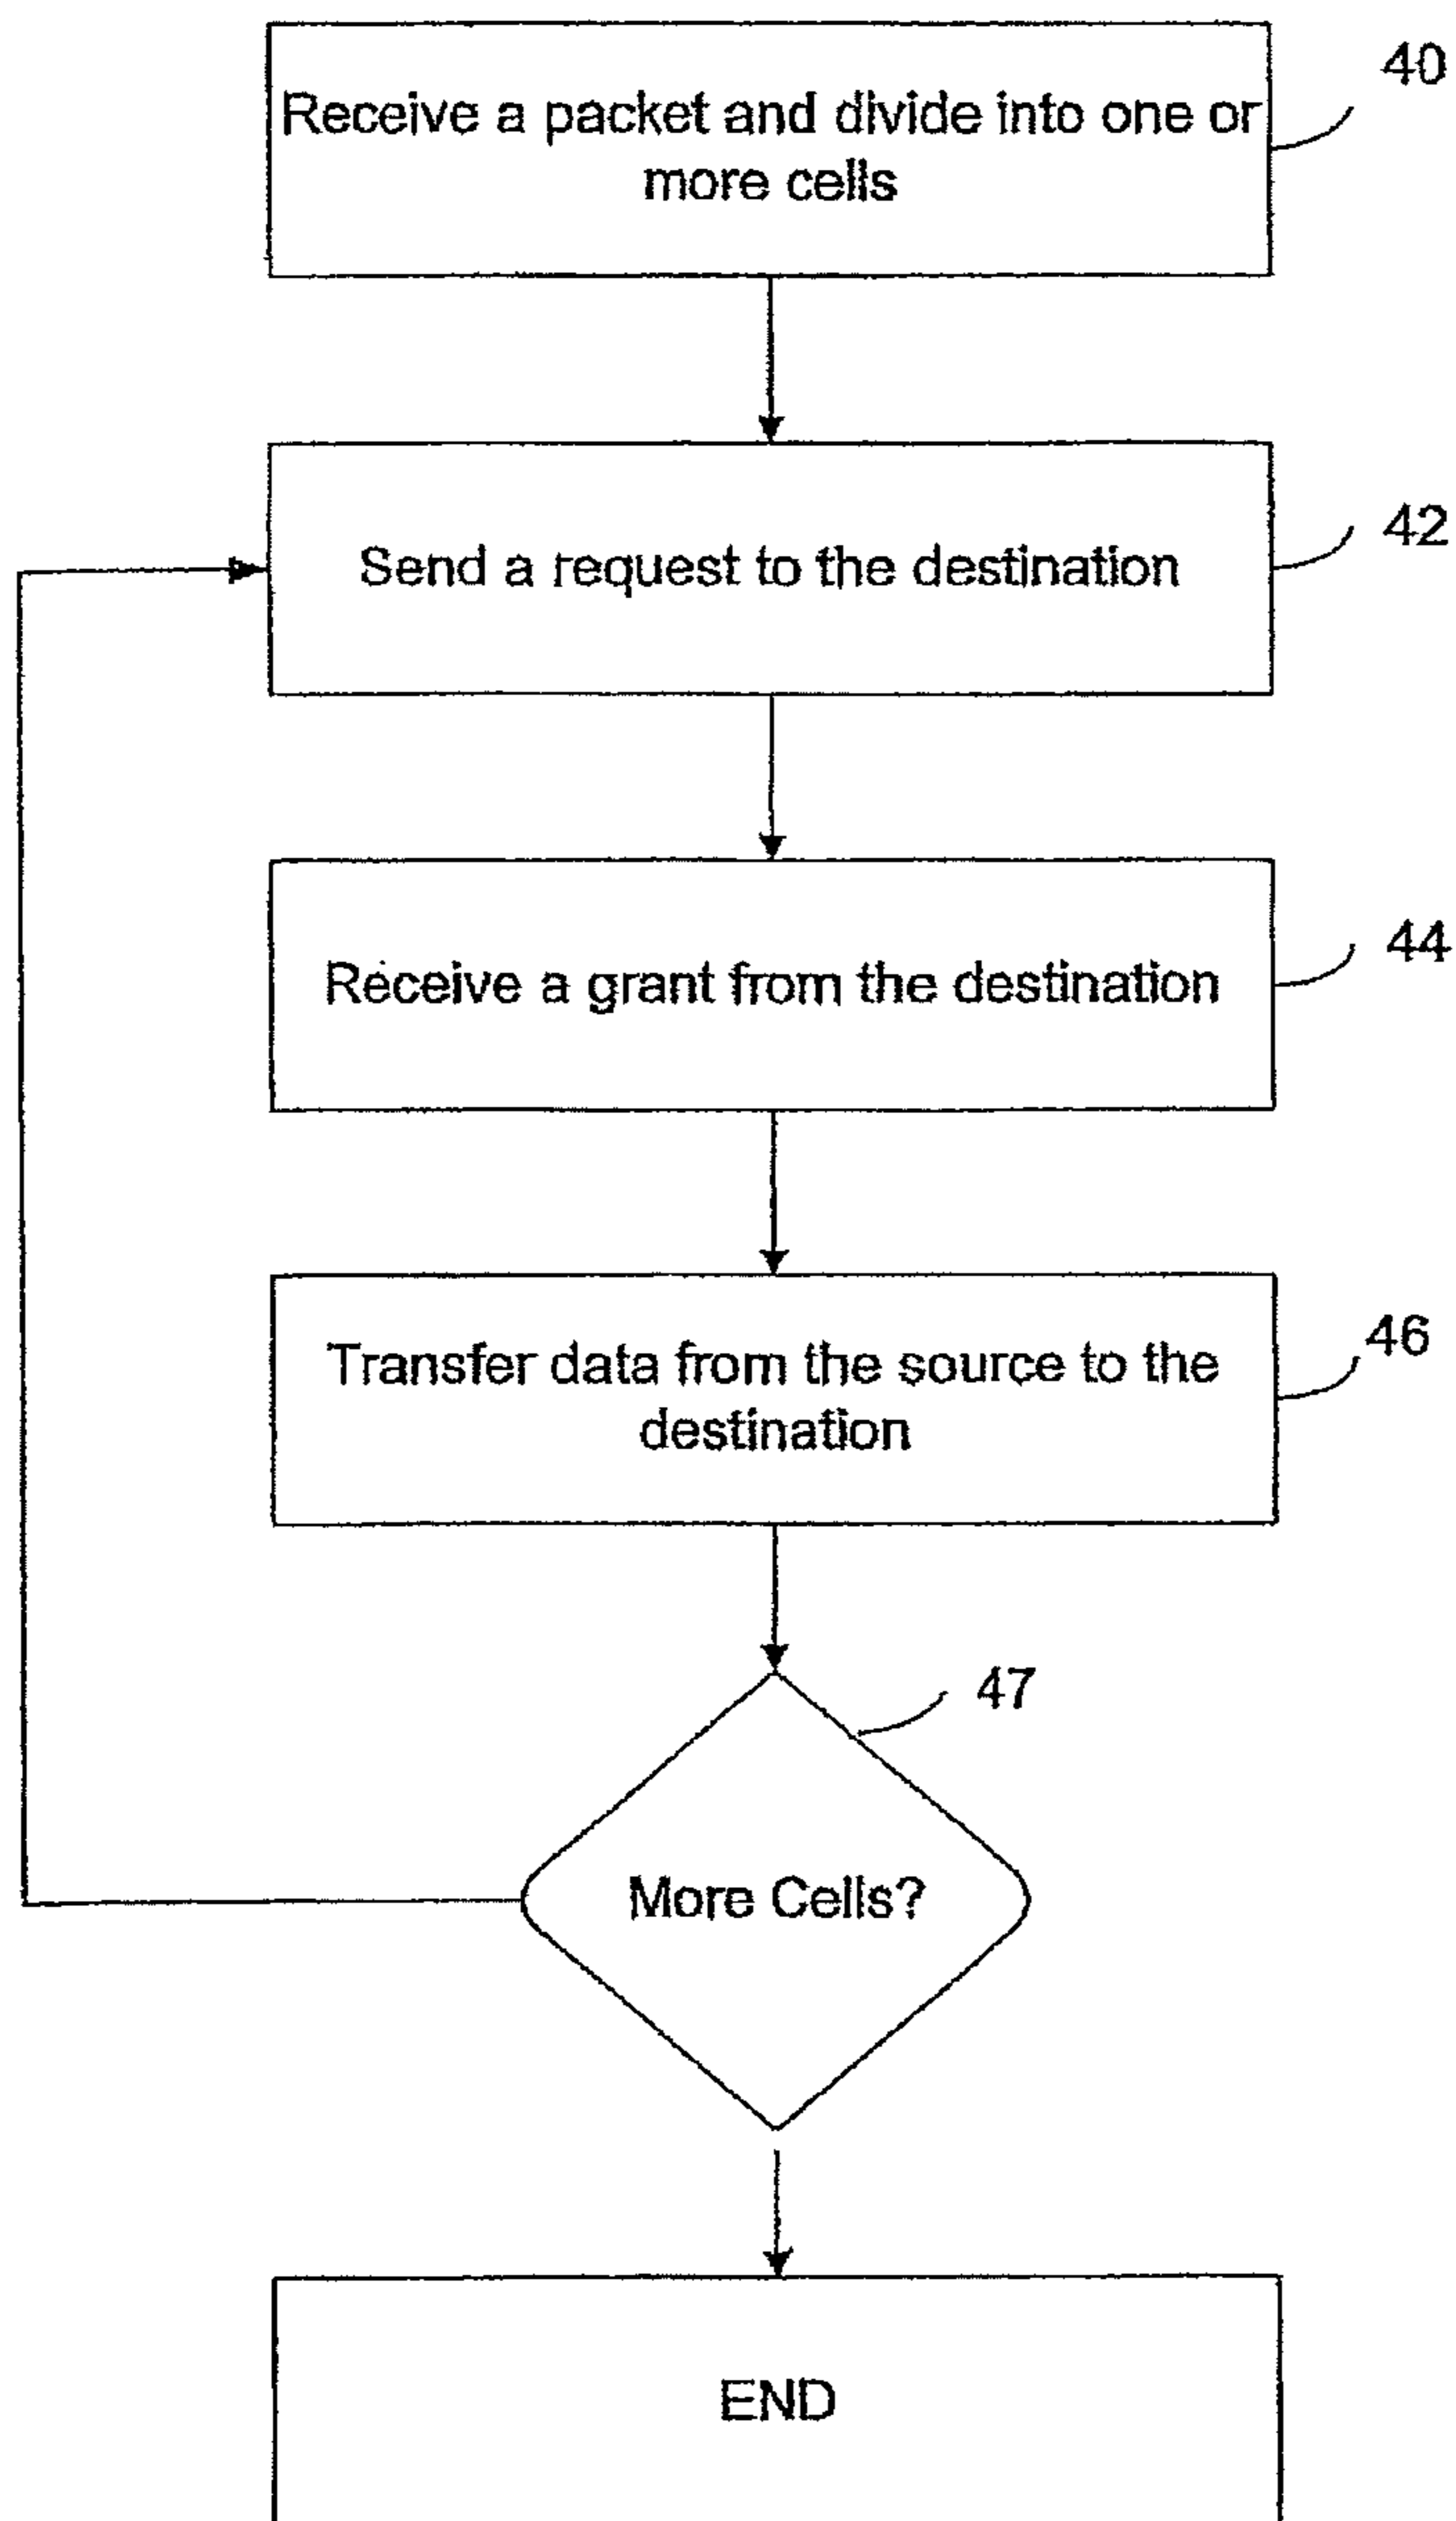 Receive a packet and divide into one or
more cells
40
Send a request to the destination
42
Receive a grant from the destination
44
Transfer data from the source to the
destination
46
47
More Cells?
END